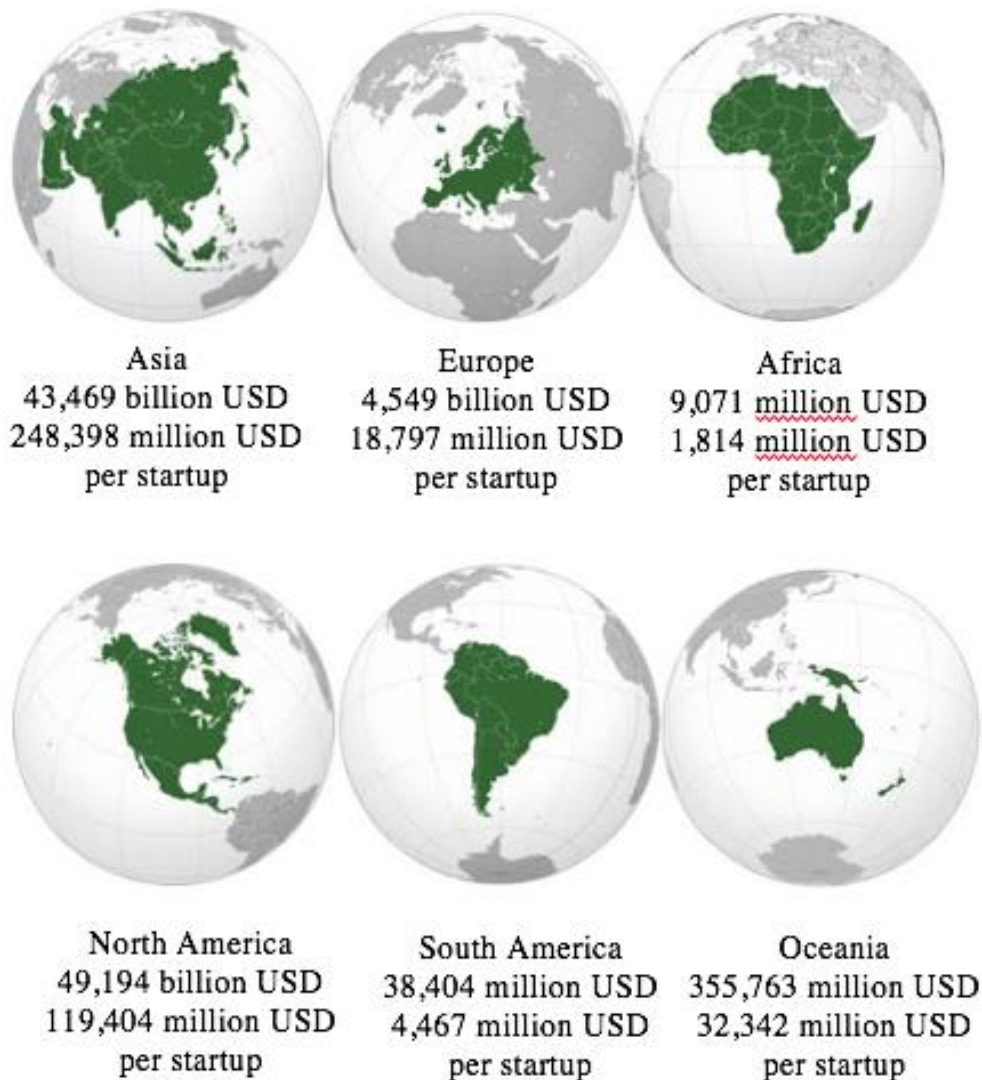 Asia
43,469 billion USD
248,398 million USD
per startup
Europe
4,549 billion USD
18,797 million USD
per startup
Africa
9,071 million USD
1,814 million USD
per startup
North America
49,194 billion USD
119,404 million USD
per startup
South America
38,404 million USD
4,467 million USD
per startup
Oceania
355,763 million USD
32,342 million USD
per startup